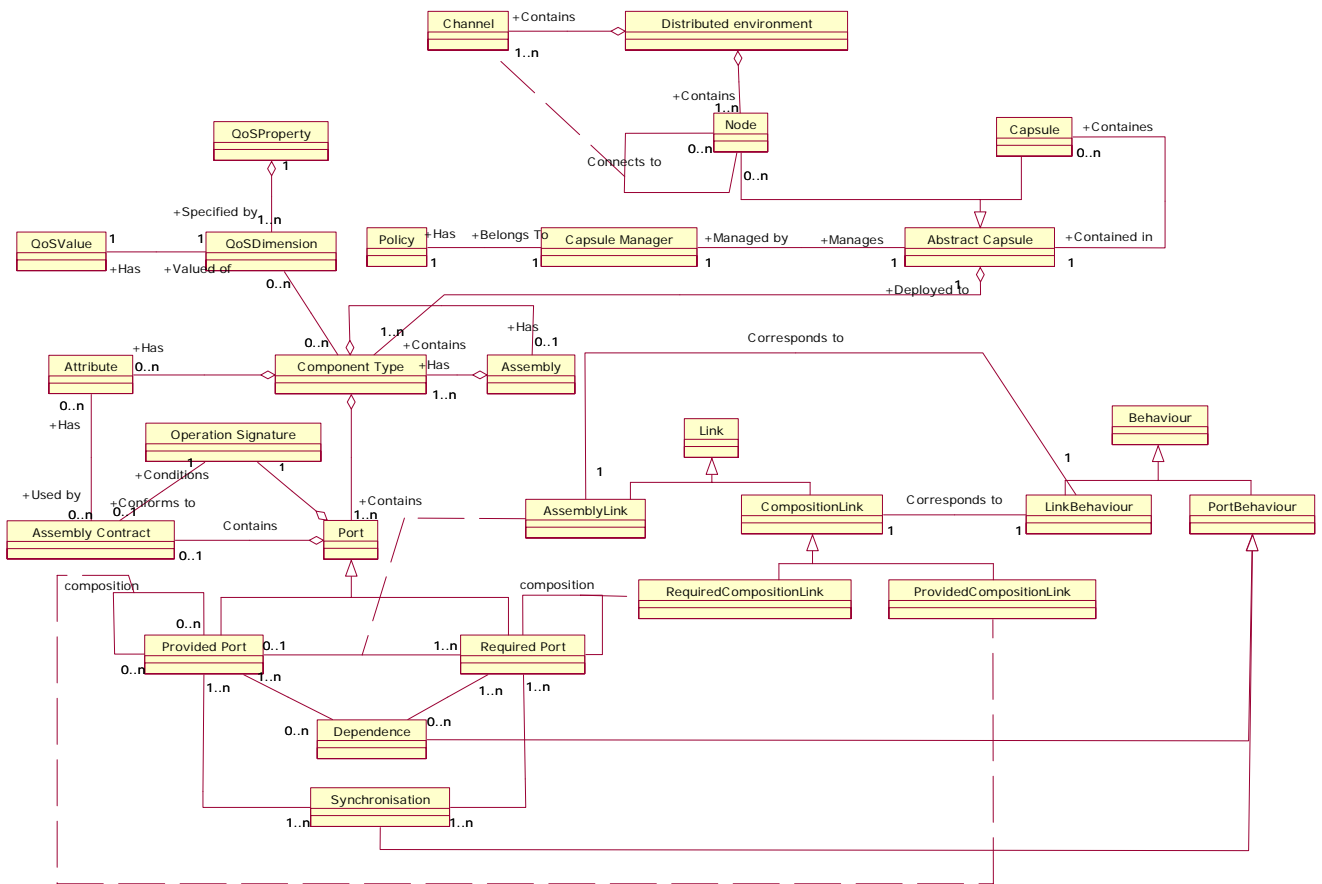 Channel
+Contains
Distributed environment
1..n
+Contains
1..n
Node
0..n
Connects to
0..n
Capsule
+Containes
0..n
QoSProperty
1
+Specified by
1..n
QoSValue
1
1
QoSDimension
+Has
+Valued of
0..n
Policy
+Has
+Belongs To
Capsule Manager
+Managed by
+Manages
Abstract Capsule
+Contained in
1
1
1
1
1
1
+Deployed to
0..n
1..n
+Has
0..1
+Contains
Corresponds to
+Has
Attribute
0..n
Component Type
+Has
Assembly
1..n
0..n
+Has
Operation Signature
Link
Behaviour
1
1
+Conditions
1
1
+Used by
+Conforms to
0..n
0..1
+Contains
1..n
AssemblyLink
CompositionLink
Corresponds to
LinkBehaviour
PortBehaviour
Assembly Contract
Contains
Port
1
1
0..1
composition
composition
RequiredCompositionLink
ProvidedCompositionLink
0..n
Provided Port
0..1
1..n
Required Port
0..n
1..n
1..n
1..n
1..n
0..n
Dependence
0..n
Synchronisation
1..n
1..n